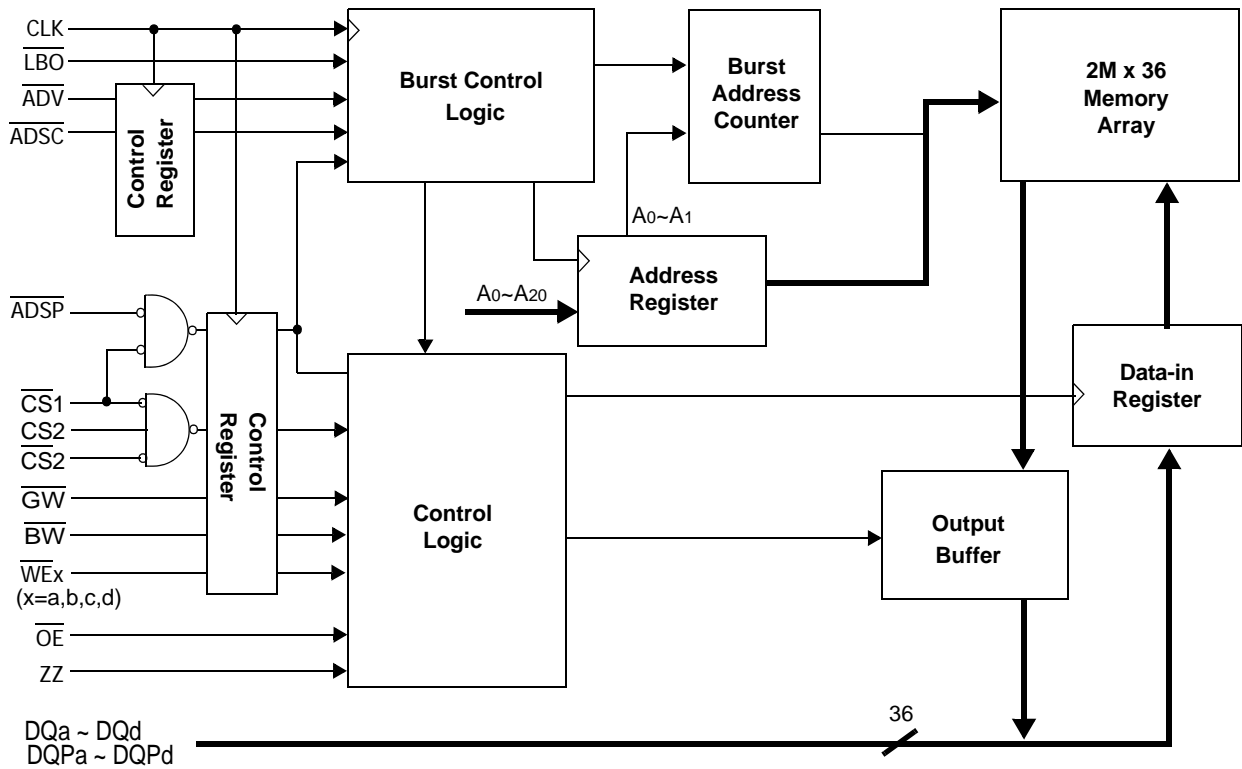 CLK
LBO
ADV
ADSC
Control
Register
Burst Control
Logic
Burst
Address
Counter
2M x 36
Memory
Array
A0~A1
Address
Register
A0~A20
ADSP
CS1
CS2
CS2
GW
BW
WEx
(x=a,b,c,d)
OE
ZZ
Control
Register
Control
Logic
Data-in
Register
Output
Buffer
36
DQa ~ DQd
DQPa ~ DQPd